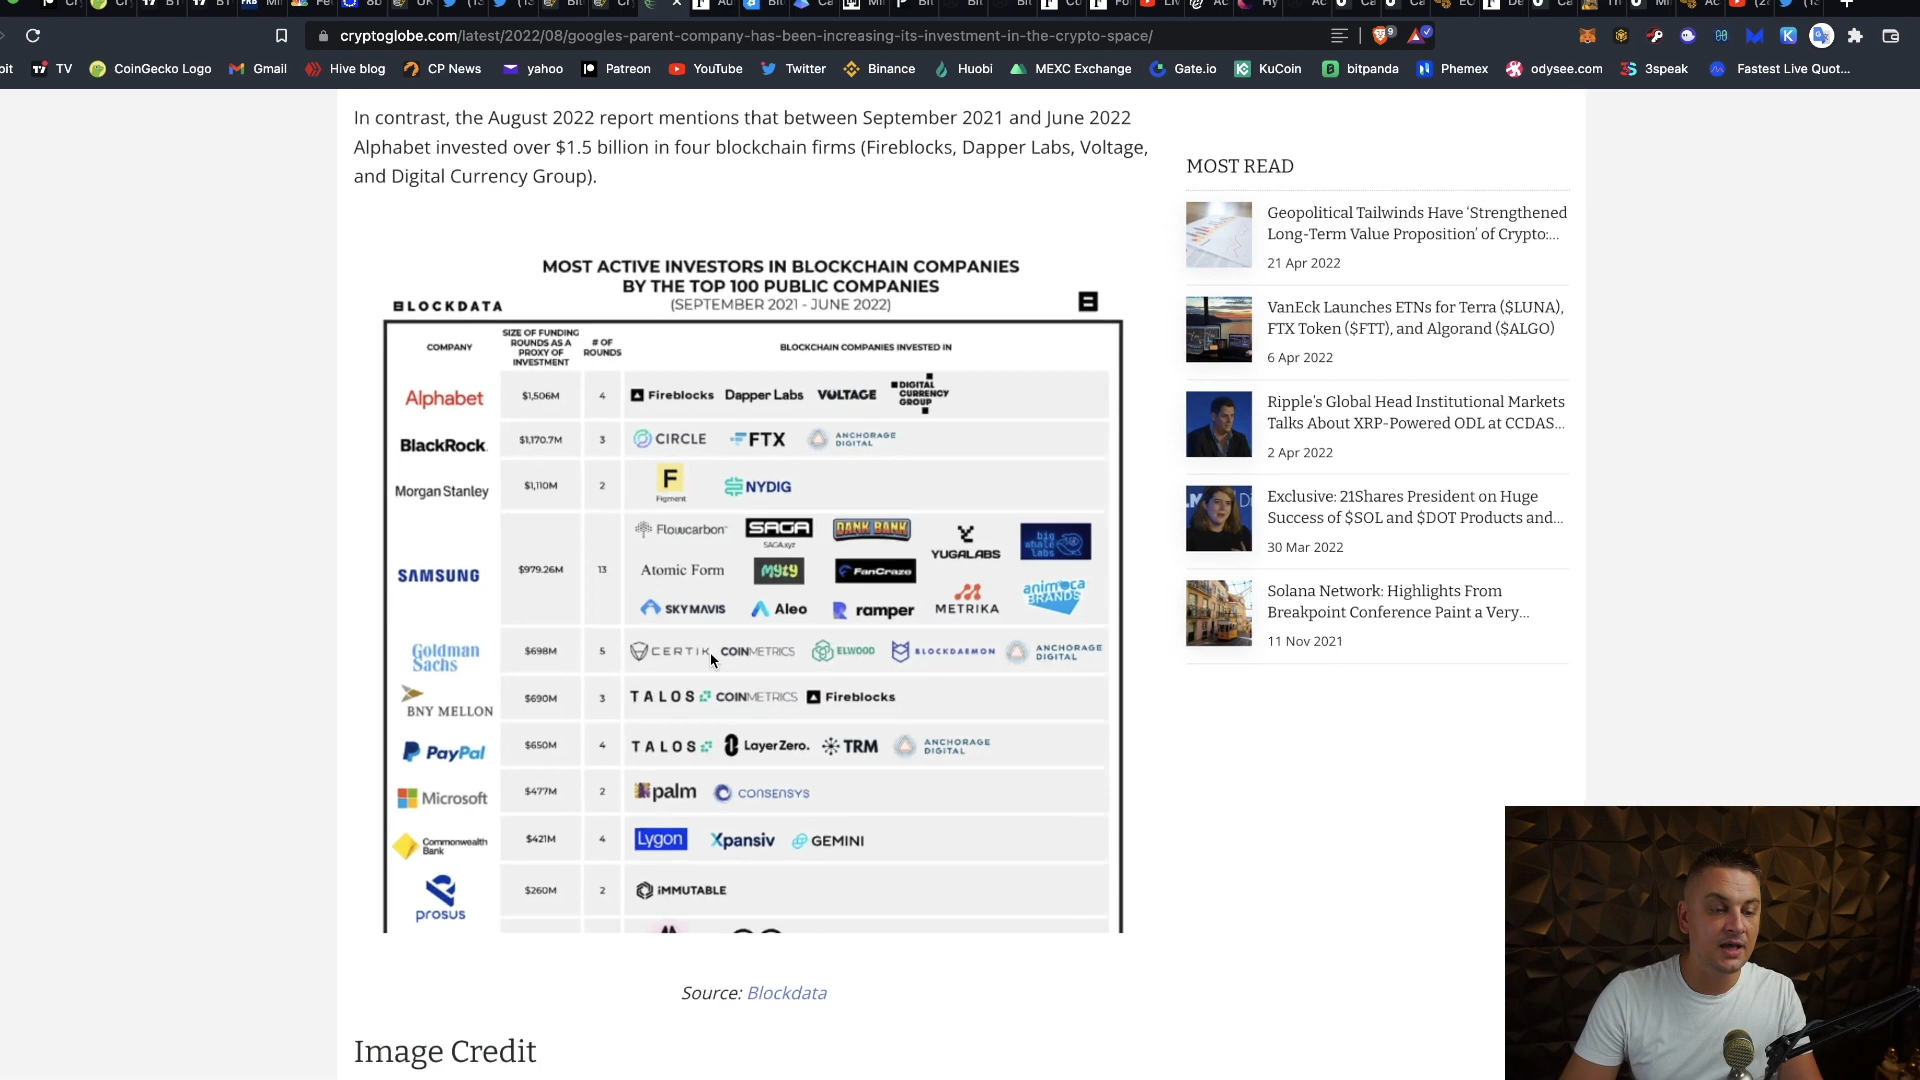 cryptoglobe.com/latest/2022/08/googles-parent-company-has-been-increasing-its-investment-in-the-crypto-space/
TV CoinGecko Logo Gmail Hive blog CP News yahoo Patreon YouTube Twitter Binance Huobi MEXC Exchange Gate.io KuCoin bitpanda Phemex odysee.com 3speak Fastest Live Quot...
In contrast, the August 2022 report mentions that between September 2021 and June 2022
Alphabet invested over $1.5 billion in four blockchain firms (Fireblocks, Dapper Labs, Voltage,
and Digital Currency Group).
MOST ACTIVE INVESTORS IN BLOCKCHAIN COMPANIES
BY THE TOP 100 PUBLIC COMPANIES
(SEPTEMBER 2021 - JUNE 2022)
BLOCKDATA
COMPANY
SIZE OF FUNDING
ROUNDS AS A
PROXY OF
INVESTMENT
# OF
ROUNDS
BLOCKCHAIN COMPANIES INVESTED IN
Alphabet $1,506M 4 Fireblocks Dapper Labs VOLTAGE DIGITAL CURRENCY GROUP
BlackRock $1,170.7M 3 CIRCLE FTX ANCHORAGE DIGITAL
Morgan Stanley $1,110M 2 F Figment NYDIG
SAMSUNG $979.26M 13
Flowcarbon SAGA SAGA.xyz DANK BANK YUGALABS big whale labs
Atomic Form myty FanCraze
SKY MAVIS Aleo ramper METRIKA animoca BRANDS
Goldman Sachs $698M 5 CERTIK COINMETRICS ELWOOD BLOCKDAEMON ANCHORAGE DIGITAL
BNY MELLON $690M 3 TALOS COINMETRICS Fireblocks
PayPal $650M 4 TALOS LayerZero. TRM ANCHORAGE DIGITAL
Microsoft $477M 2 palm CONSENSYS
Commonwealth Bank $421M 4 Lygon Xpansiv GEMINI
prosus $260M 2 IMMUTABLE
Source: Blockdata
Image Credit
MOST READ
Geopolitical Tailwinds Have ‘Strengthened
Long-Term Value Proposition’ of Crypto:...
21 Apr 2022
VanEck Launches ETNs for Terra ($LUNA),
FTX Token ($FTT), and Algorand ($ALGO)
6 Apr 2022
Ripple's Global Head Institutional Markets
Talks About XRP-Powered ODL at CCDAS...
2 Apr 2022
Exclusive: 21Shares President on Huge
Success of $SOL and $DOT Products and...
30 Mar 2022
Solana Network: Highlights From
Breakpoint Conference Paint a Very...
11 Nov 2021